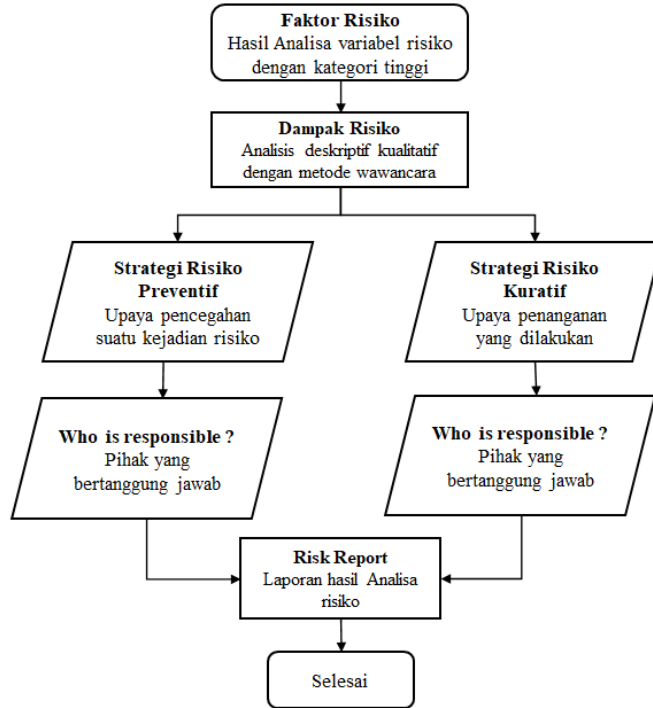 Faktor Risiko
Hasil Analisa variabel risiko
dengan kategori tinggi
Dampak Risiko
Analisis deskriptif kualitatif
dengan metode wawancara
Strategi Risiko
Preventif
Upaya pencegahan
suatu kejadian risiko
Strategi Risiko
Kuratif
Upaya penanganan
yang dilakukan
Who is responsible ?
Pihak yang
bertanggung jawab
Who is responsible ?
Pihak yang
bertanggung jawab
Risk Report
Laporan hasil Analisa
risiko
Selesai